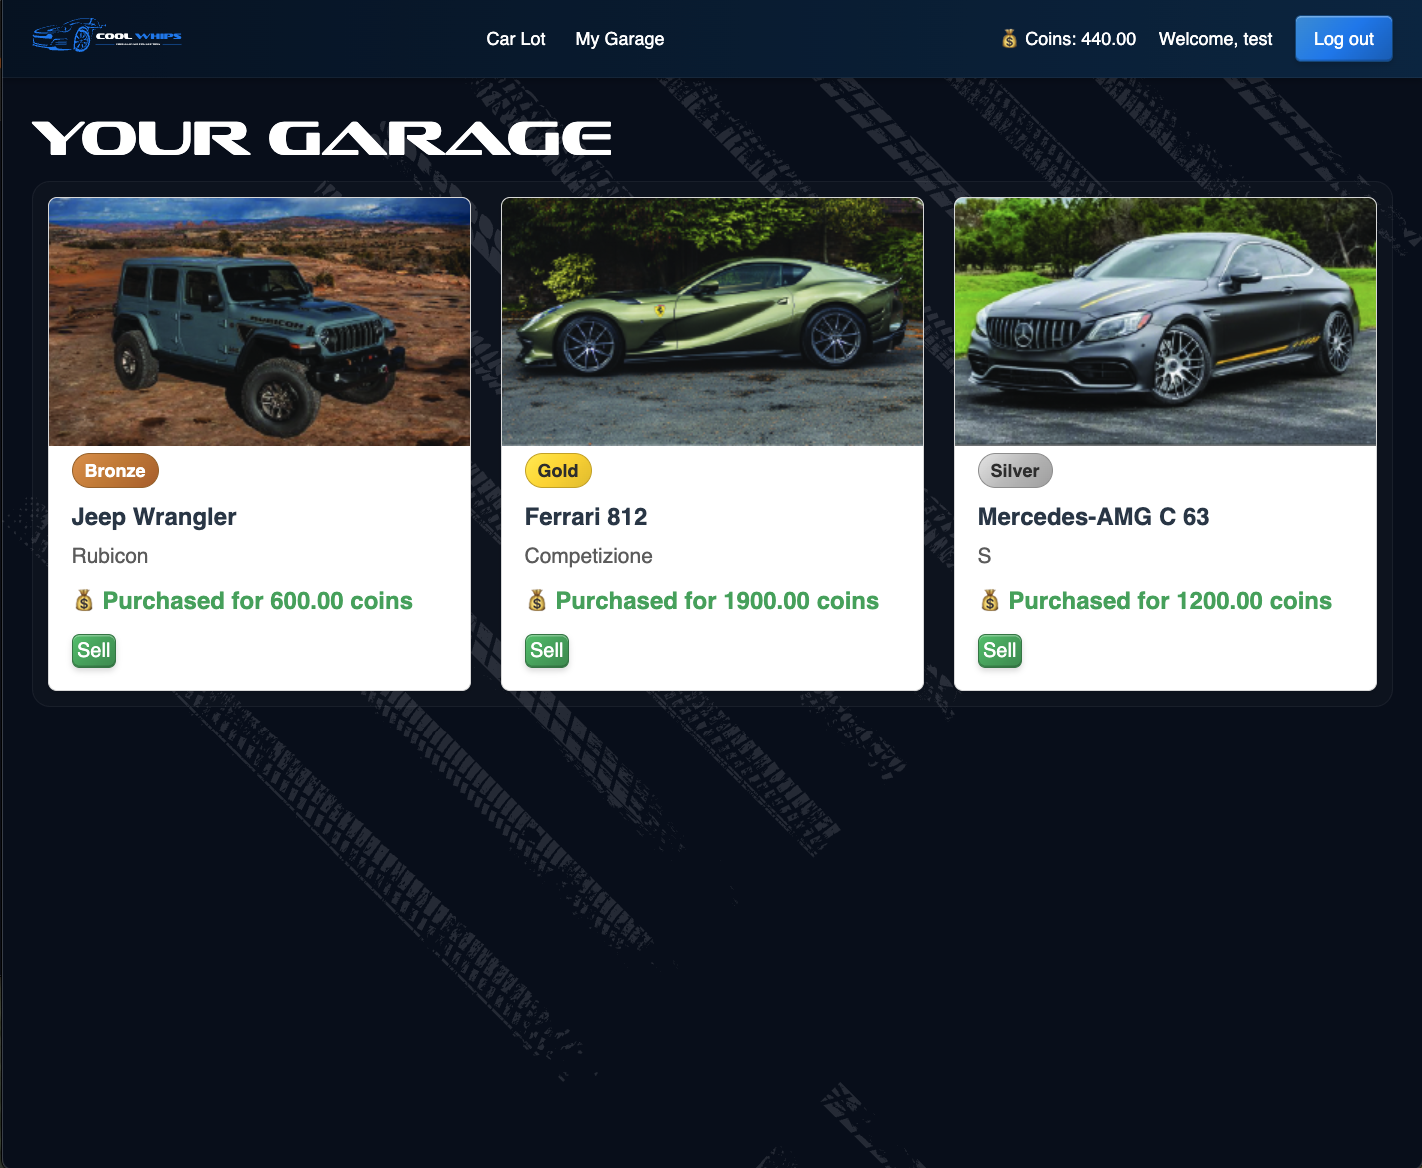 COOL WHIPS
Car Lot
My Garage
💰 Coins: 440.00
Welcome, test
Log out
YOUR GARAGE
RUBICON
Bronze
Jeep Wrangler
Rubicon
💰 Purchased for 600.00 coins
Sell
Gold
Ferrari 812
Competizione
💰 Purchased for 1900.00 coins
Sell
Silver
Mercedes-AMG C 63
S
💰 Purchased for 1200.00 coins
Sell